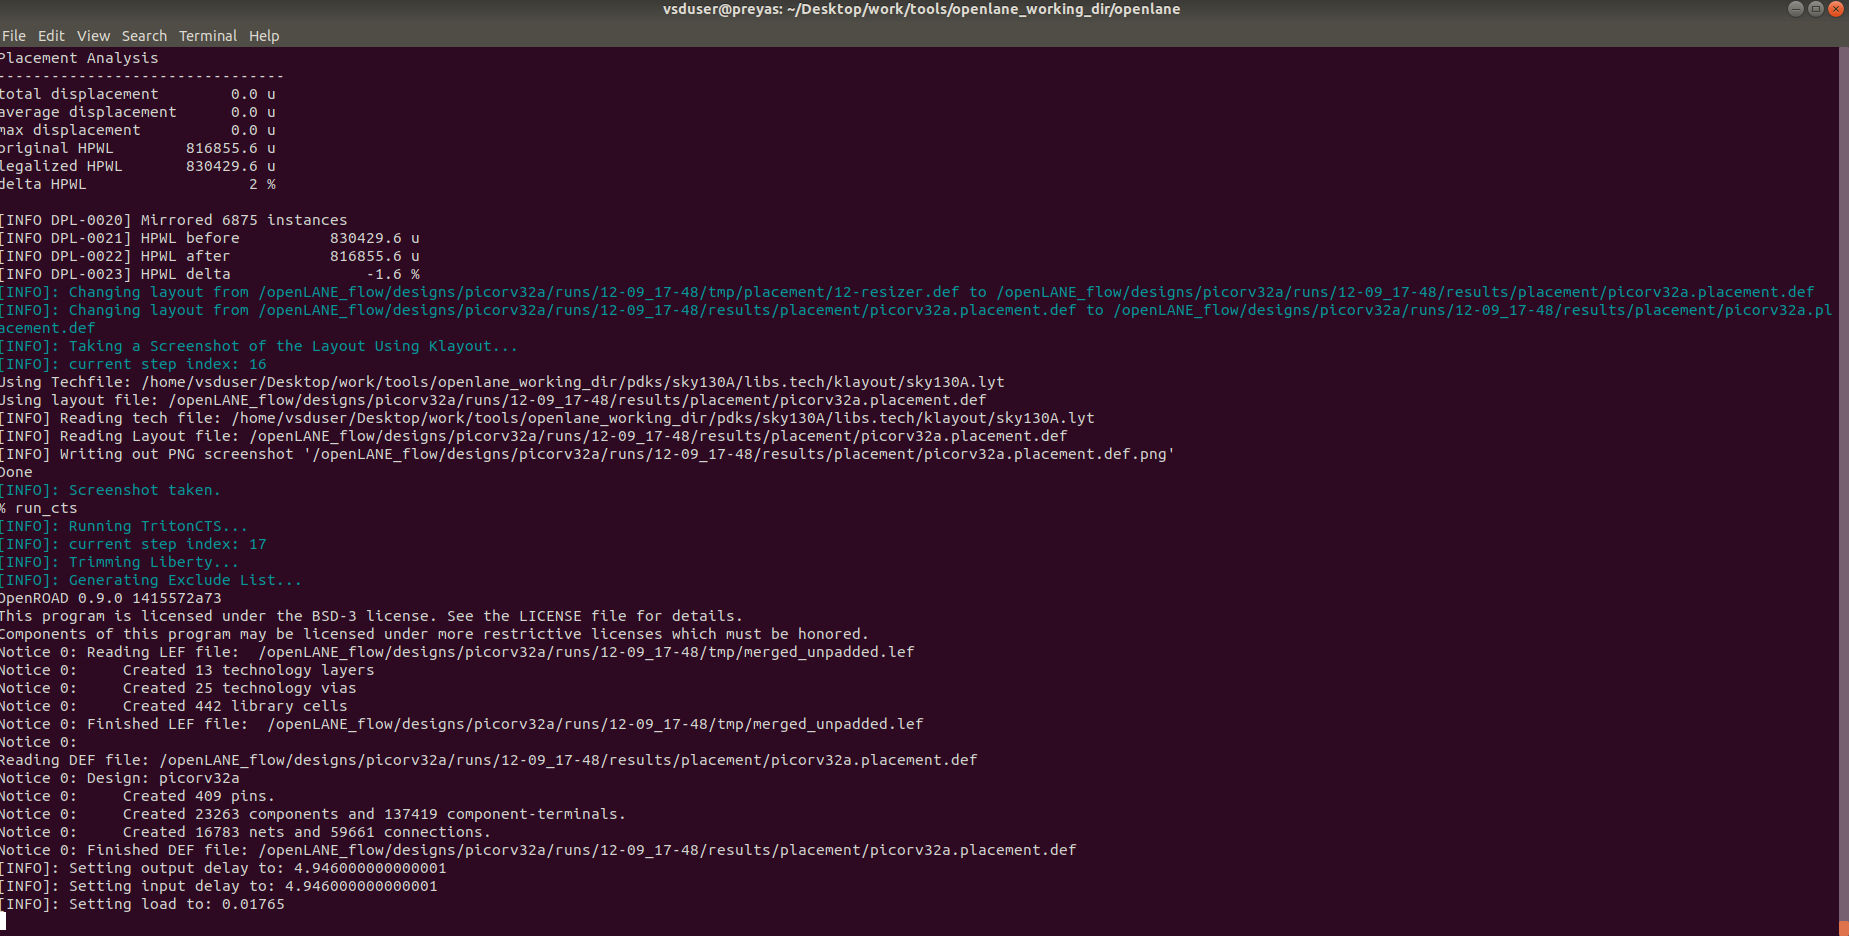 vsduser@preyas: ~/Desktop/work/tools/openlane_working_dir/openlane
File Edit View Search Terminal Help
Placement Analysis
--------------------------------
total displacement        0.0 u
average displacement      0.0 u
max displacement          0.0 u
original HPWL        816855.6 u
legalized HPWL       830429.6 u
delta HPWL                  2 %
[INFO DPL-0020] Mirrored 6875 instances
[INFO DPL-0021] HPWL before          830429.6 u
[INFO DPL-0022] HPWL after           816855.6 u
[INFO DPL-0023] HPWL delta               -1.6 %
[INFO]: Changing layout from /openLANE_flow/designs/picorv32a/runs/12-09_17-48/tmp/placement/12-resizer.def to /openLANE_flow/designs/picorv32a/runs/12-09_17-48/results/placement/picorv32a.placement.def
[INFO]: Changing layout from /openLANE_flow/designs/picorv32a/runs/12-09_17-48/results/placement/picorv32a.placement.def to /openLANE_flow/designs/picorv32a/runs/12-09_17-48/results/placement/picorv32a.pl
acement.def
[INFO]: Taking a Screenshot of the Layout Using Klayout...
[INFO]: current step index: 16
Using Techfile: /home/vsduser/Desktop/work/tools/openlane_working_dir/pdks/sky130A/libs.tech/klayout/sky130A.lyt
Using layout file: /openLANE_flow/designs/picorv32a/runs/12-09_17-48/results/placement/picorv32a.placement.def
[INFO] Reading tech file: /home/vsduser/Desktop/work/tools/openlane_working_dir/pdks/sky130A/libs.tech/klayout/sky130A.lyt
[INFO] Reading Layout file: /openLANE_flow/designs/picorv32a/runs/12-09_17-48/results/placement/picorv32a.placement.def
[INFO] Writing out PNG screenshot '/openLANE_flow/designs/picorv32a/runs/12-09_17-48/results/placement/picorv32a.placement.def.png'
Done
[INFO]: Screenshot taken.
% run_cts
[INFO]: Running TritonCTS...
[INFO]: current step index: 17
[INFO]: Trimming Liberty...
[INFO]: Generating Exclude List...
OpenROAD 0.9.0 1415572a73
This program is licensed under the BSD-3 license. See the LICENSE file for details.
Components of this program may be licensed under more restrictive licenses which must be honored.
Notice 0: Reading LEF file:  /openLANE_flow/designs/picorv32a/runs/12-09_17-48/tmp/merged_unpadded.lef
Notice 0:     Created 13 technology layers
Notice 0:     Created 25 technology vias
Notice 0:     Created 442 library cells
Notice 0: Finished LEF file:  /openLANE_flow/designs/picorv32a/runs/12-09_17-48/tmp/merged_unpadded.lef
Notice 0:
Reading DEF file: /openLANE_flow/designs/picorv32a/runs/12-09_17-48/results/placement/picorv32a.placement.def
Notice 0: Design: picorv32a
Notice 0:     Created 409 pins.
Notice 0:     Created 23263 components and 137419 component-terminals.
Notice 0:     Created 16783 nets and 59661 connections.
Notice 0: Finished DEF file: /openLANE_flow/designs/picorv32a/runs/12-09_17-48/results/placement/picorv32a.placement.def
[INFO]: Setting output delay to: 4.946000000000001
[INFO]: Setting input delay to: 4.946000000000001
[INFO]: Setting load to: 0.01765